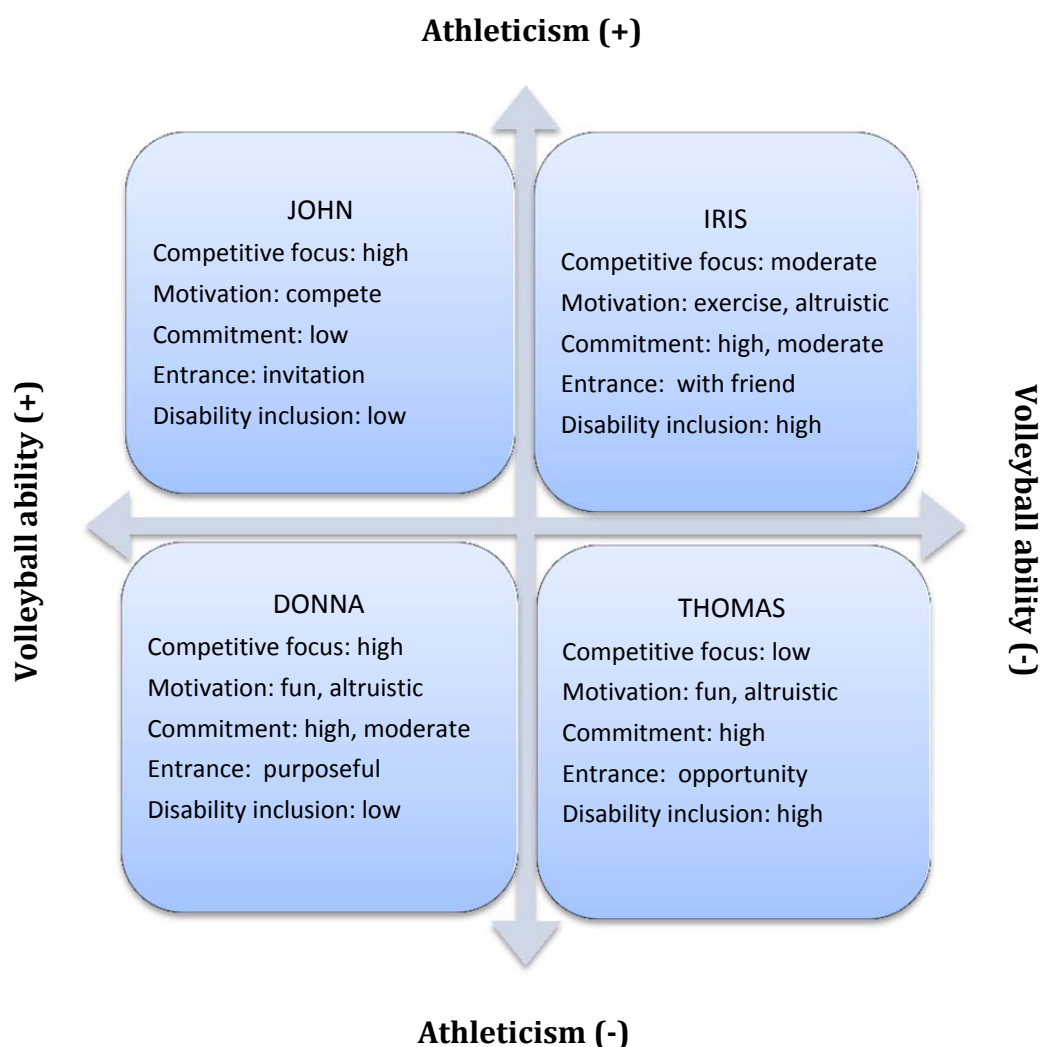 Athleticism (+)
JOHN
Competitive focus: high
Motivation: compete
Commitment: low
Entrance: invitation
Disability inclusion: low
IRIS
Competitive focus: moderate
Motivation: exercise, altruistic
Commitment: high, moderate
Entrance:  with friend
Disability inclusion: high
Volleyball ability (+)
Volleyball ability (-)
DONNA
Competitive focus: high
Motivation: fun, altruistic
Commitment: high, moderate
Entrance:  purposeful
Disability inclusion: low
THOMAS
Competitive focus: low
Motivation: fun, altruistic
Commitment: high
Entrance:  opportunity
Disability inclusion: high
Athleticism (-)